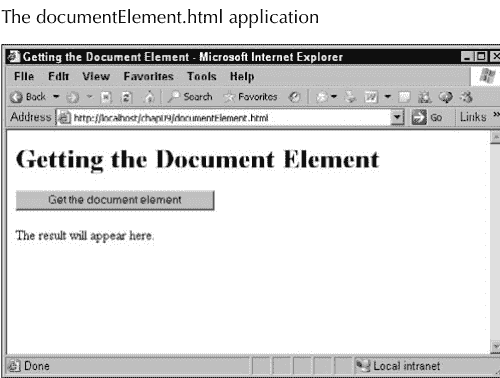 The documentElement.html application
Getting the Document Element - Microsoft Internet Explorer
File Edit View Favorites Tools Help
Back Search Favorites
Address http://localhost/chap09/documentElement.html Go Links »
Getting the Document Element
Get the document element
The result will appear here.
Done Local intranet